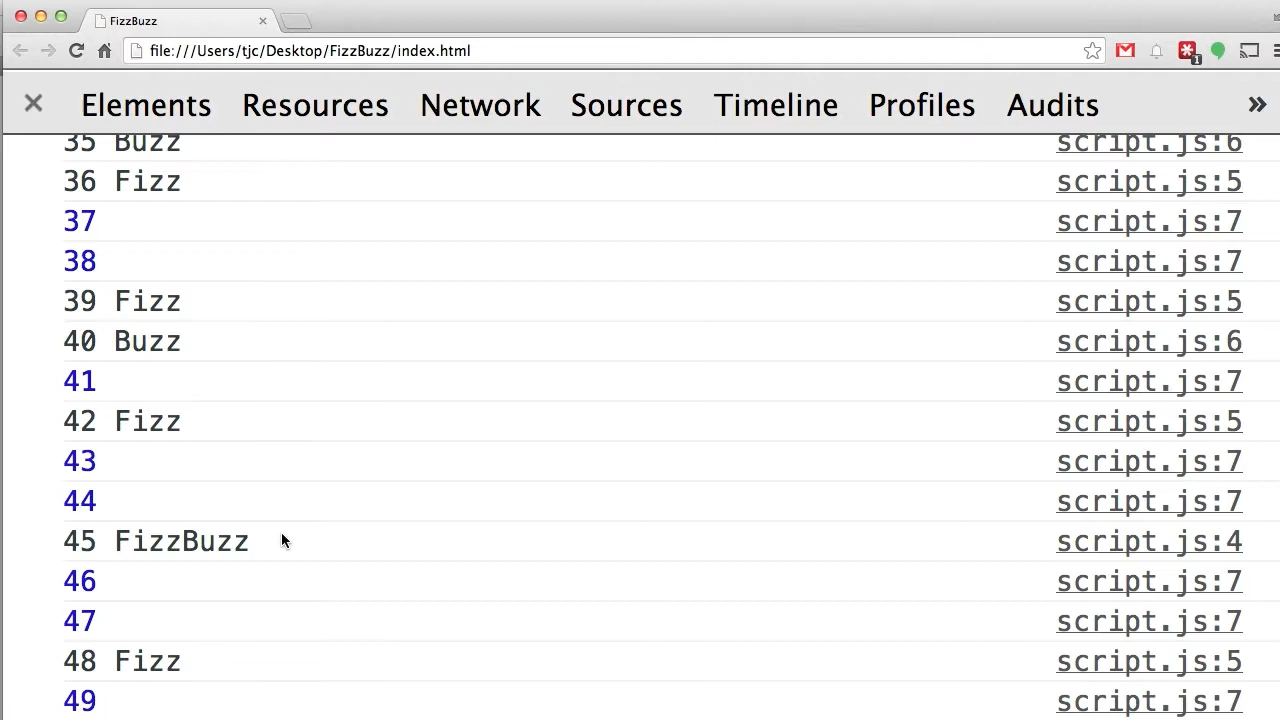 FizzBuzz
file:///Users/tjc/Desktop/FizzBuzz/index.html
1
Elements Resources Network Sources Timeline Profiles Audits »
35 Buzz script.js:6
36 Fizz script.js:5
37 script.js:7
38 script.js:7
39 Fizz script.js:5
40 Buzz script.js:6
41 script.js:7
42 Fizz script.js:5
43 script.js:7
44 script.js:7
45 FizzBuzz script.js:4
46 script.js:7
47 script.js:7
48 Fizz script.js:5
49 script.js:7